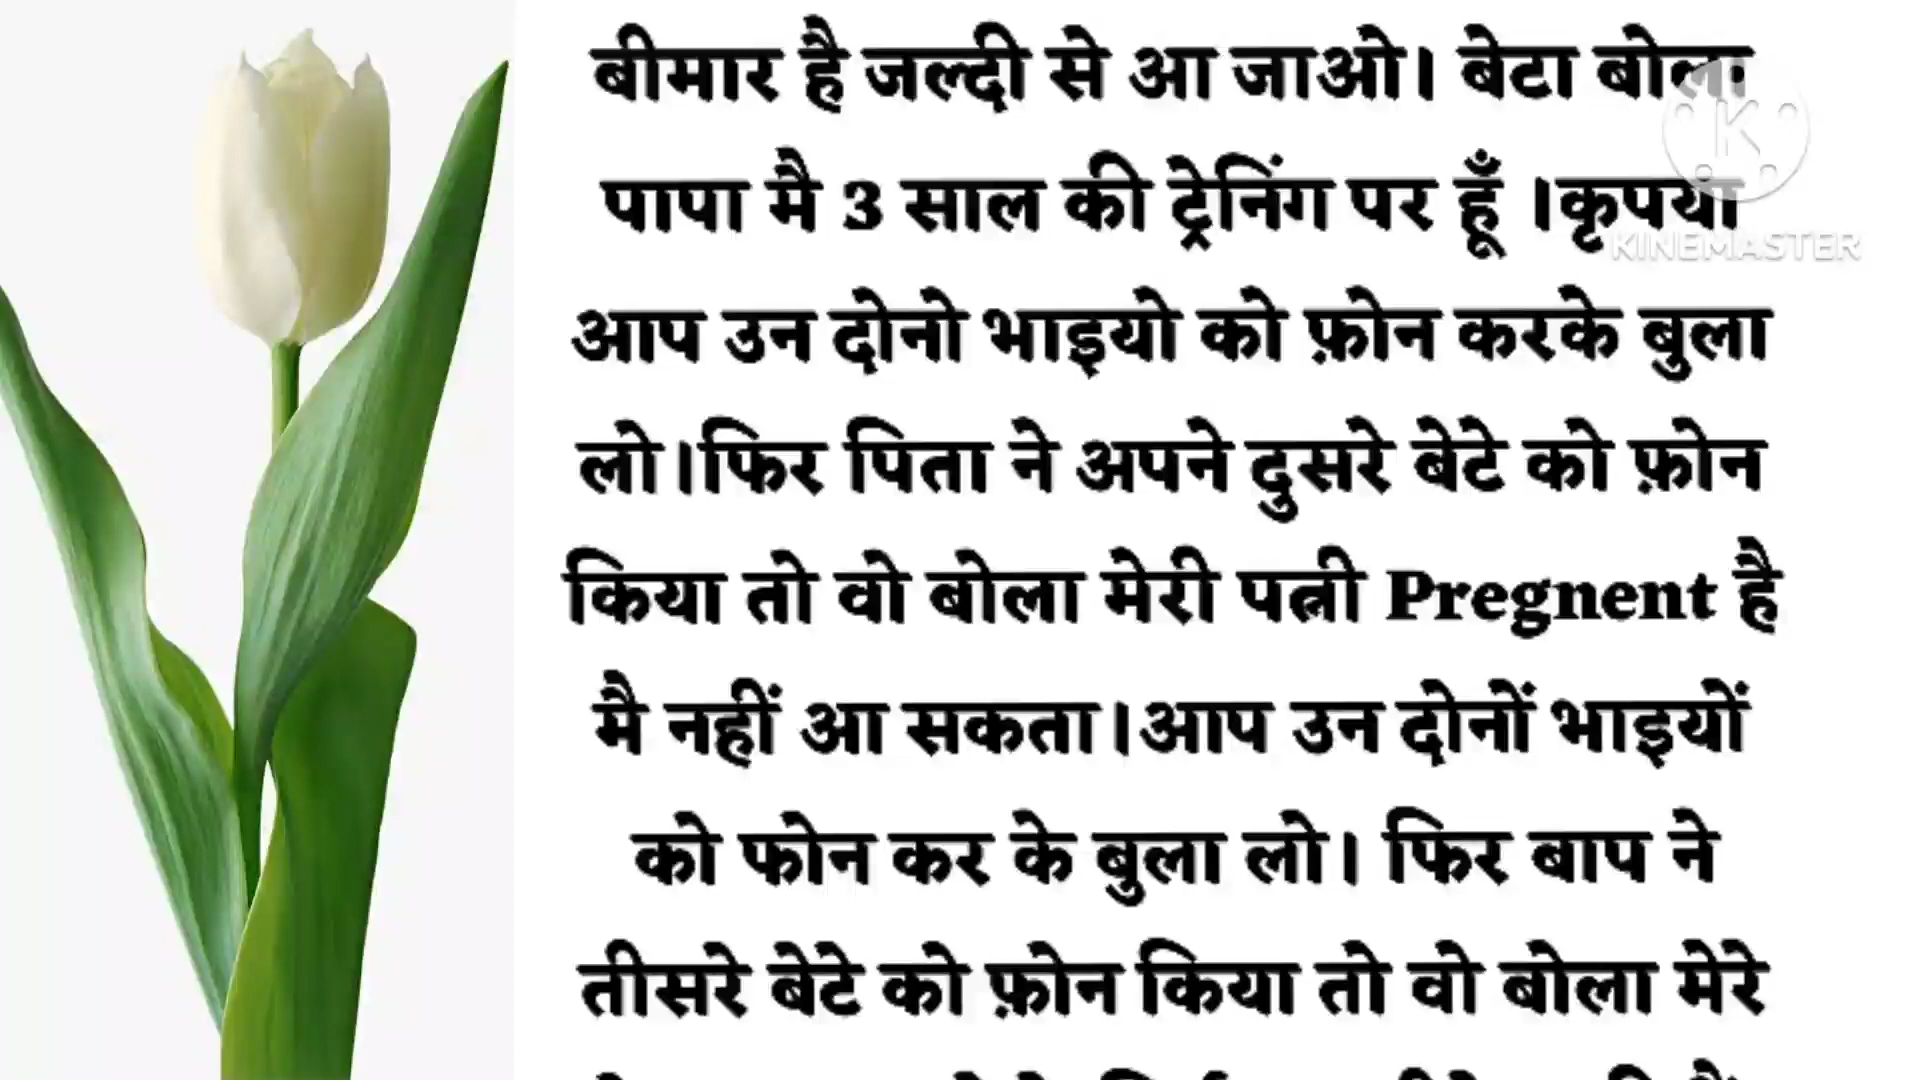 बीमार है जल्दी से आ जाओ। बेटा बोला
पापा मै 3 साल की ट्रेनिंग पर हूँ ।कृपया
KINEMASTER
आप उन दोनो भाइयो को फ़ोन करके बुला
लो।फिर पिता ने अपने दुसरे बेटे को फ़ोन
किया तो वो बोला मेरी पत्नी Pregnent है
मै नहीं आ सकता।आप उन दोनों भाइयों
को फोन कर के बुला लो। फिर बाप ने
तीसरे बेटे को फ़ोन किया तो वो बोला मेरे